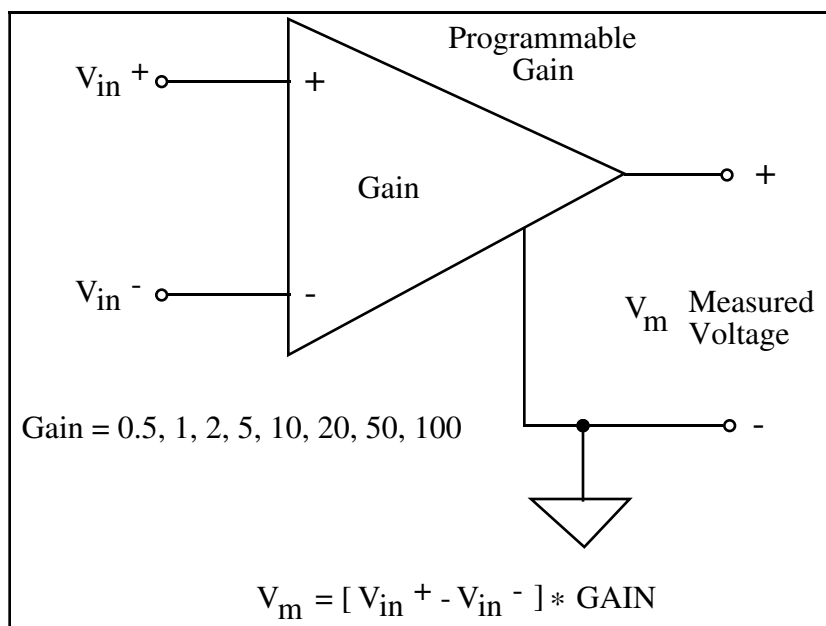 Programmable
Gain
Vin +
+
Gain
+
Vin -
-
Vm Measured
Voltage
Gain = 0.5, 1, 2, 5, 10, 20, 50, 100
-
Vm = [ Vin + - Vin - ] * GAIN